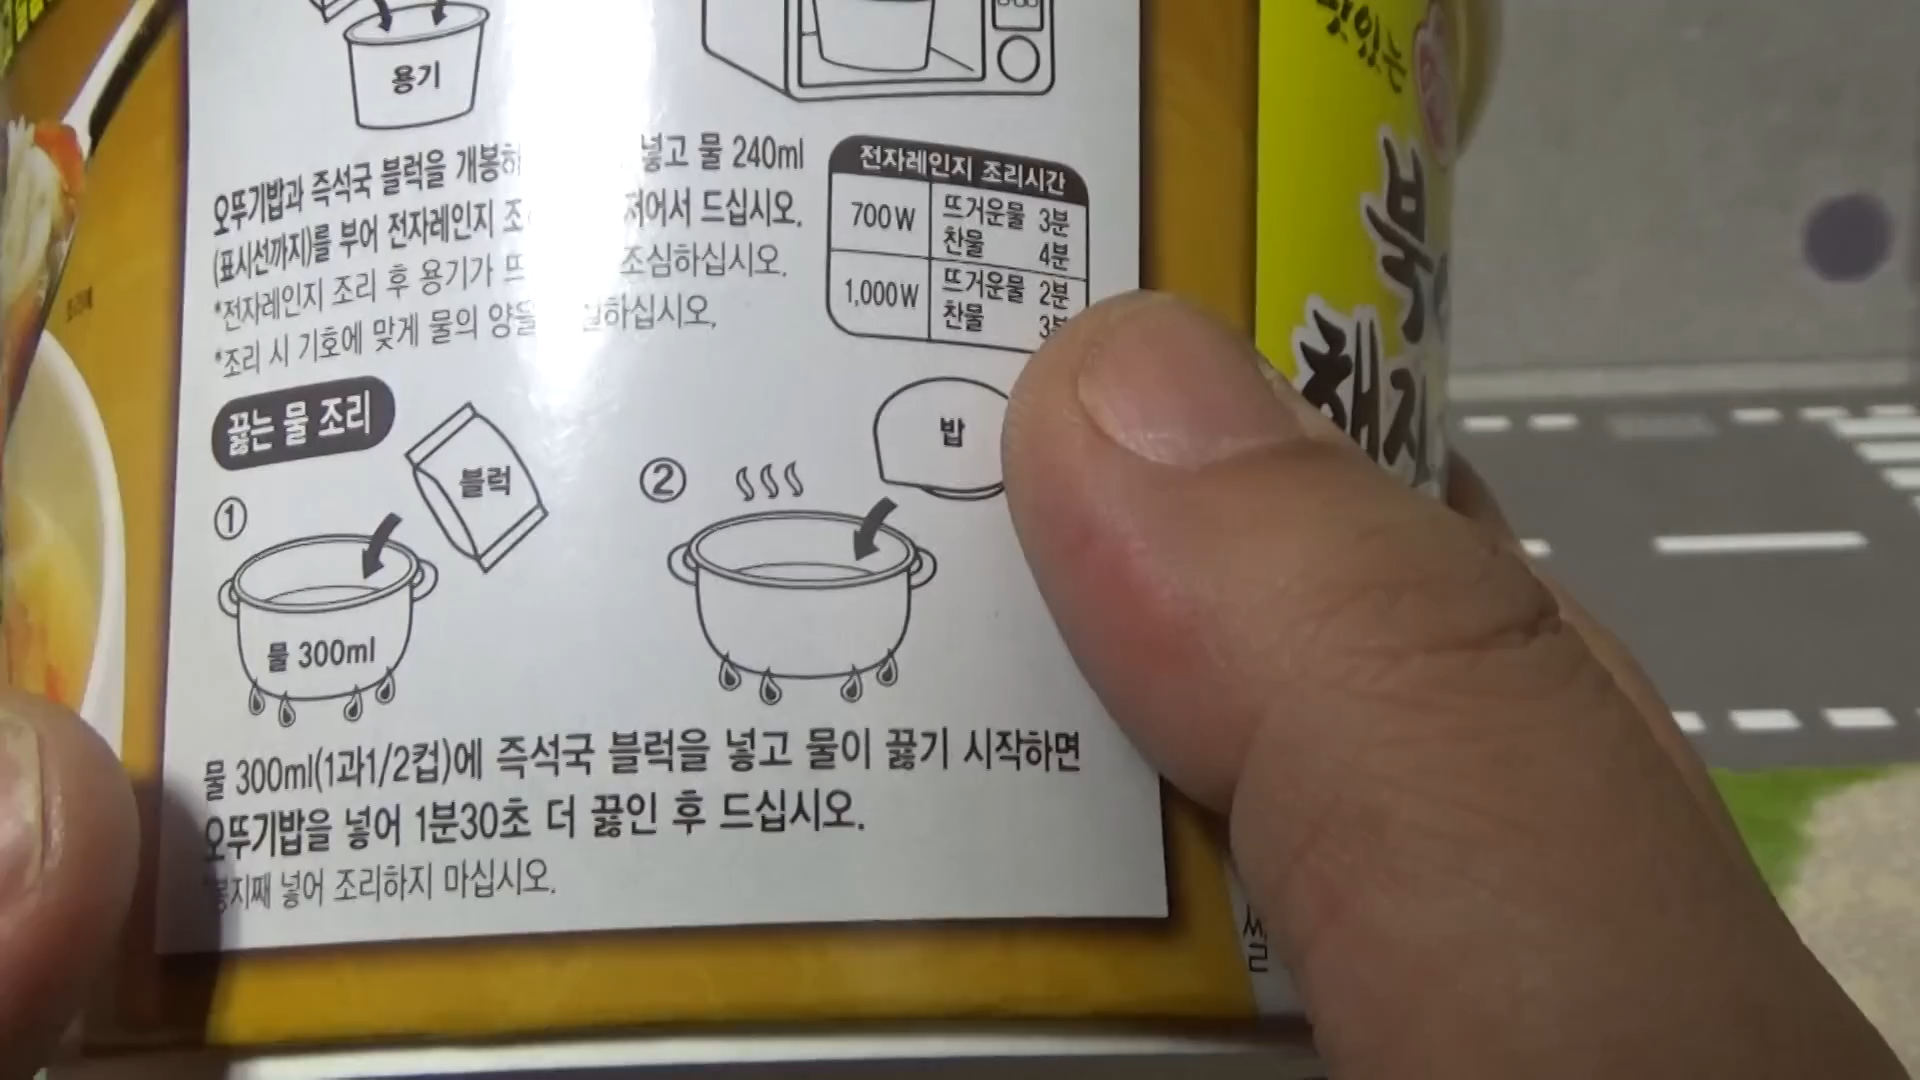 용기
오뚜기밥과 즉석국 블럭을 개봉하 넣고 물 240ml
(표시선까지)를 부어 전자레인지 조 저어서 드십시오.
*전자레인지 조리 후 용기가 뜨 조심하십시오.
*조리 시 기호에 맞게 물의 양을 하십시오,
전자레인지 조리시간
700W 뜨거운물 3분
찬물 4분
1,000W 뜨거운물 2분
찬물 3분
끓는 물 조리
①
블럭
물 300ml
②
밥
물 300ml(1과1/2컵)에 즉석국 블럭을 넣고 물이 끓기 시작하면
오뚜기밥을 넣어 1분30초 더 끓인 후 드십시오.
*봉지째 넣어 조리하지 마십시오.
맛있는
북
해장